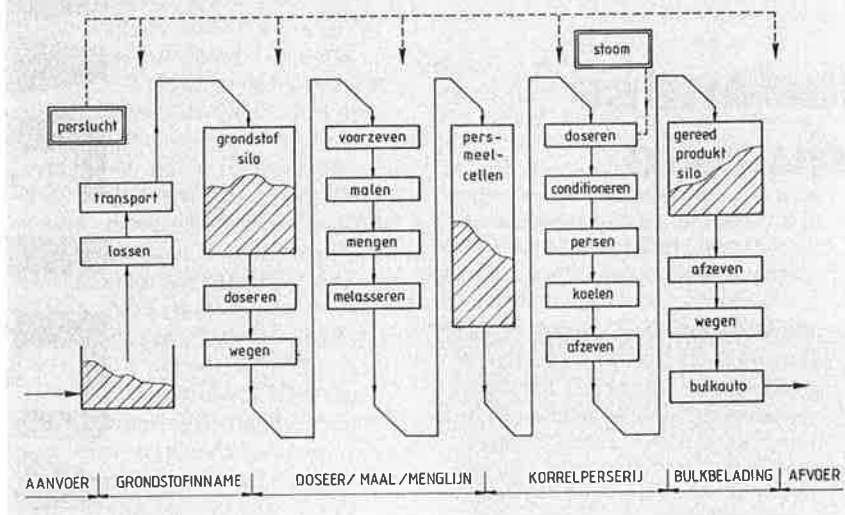 stoom
perslucht
transport
lossen
grondstof
silo
doseren
wegen
voorzeven
malen
mengen
melasseren
pers-
meel-
cellen
doseren
conditioneren
persen
koelen
afzeven
gereed
produkt
silo
afzeven
wegen
bulkauto
AANVOER GRONDSTOFINNAME DOSEER/MAAL/MENGLIJN KORRELPERSERIJ BULKBELADING AFVOER